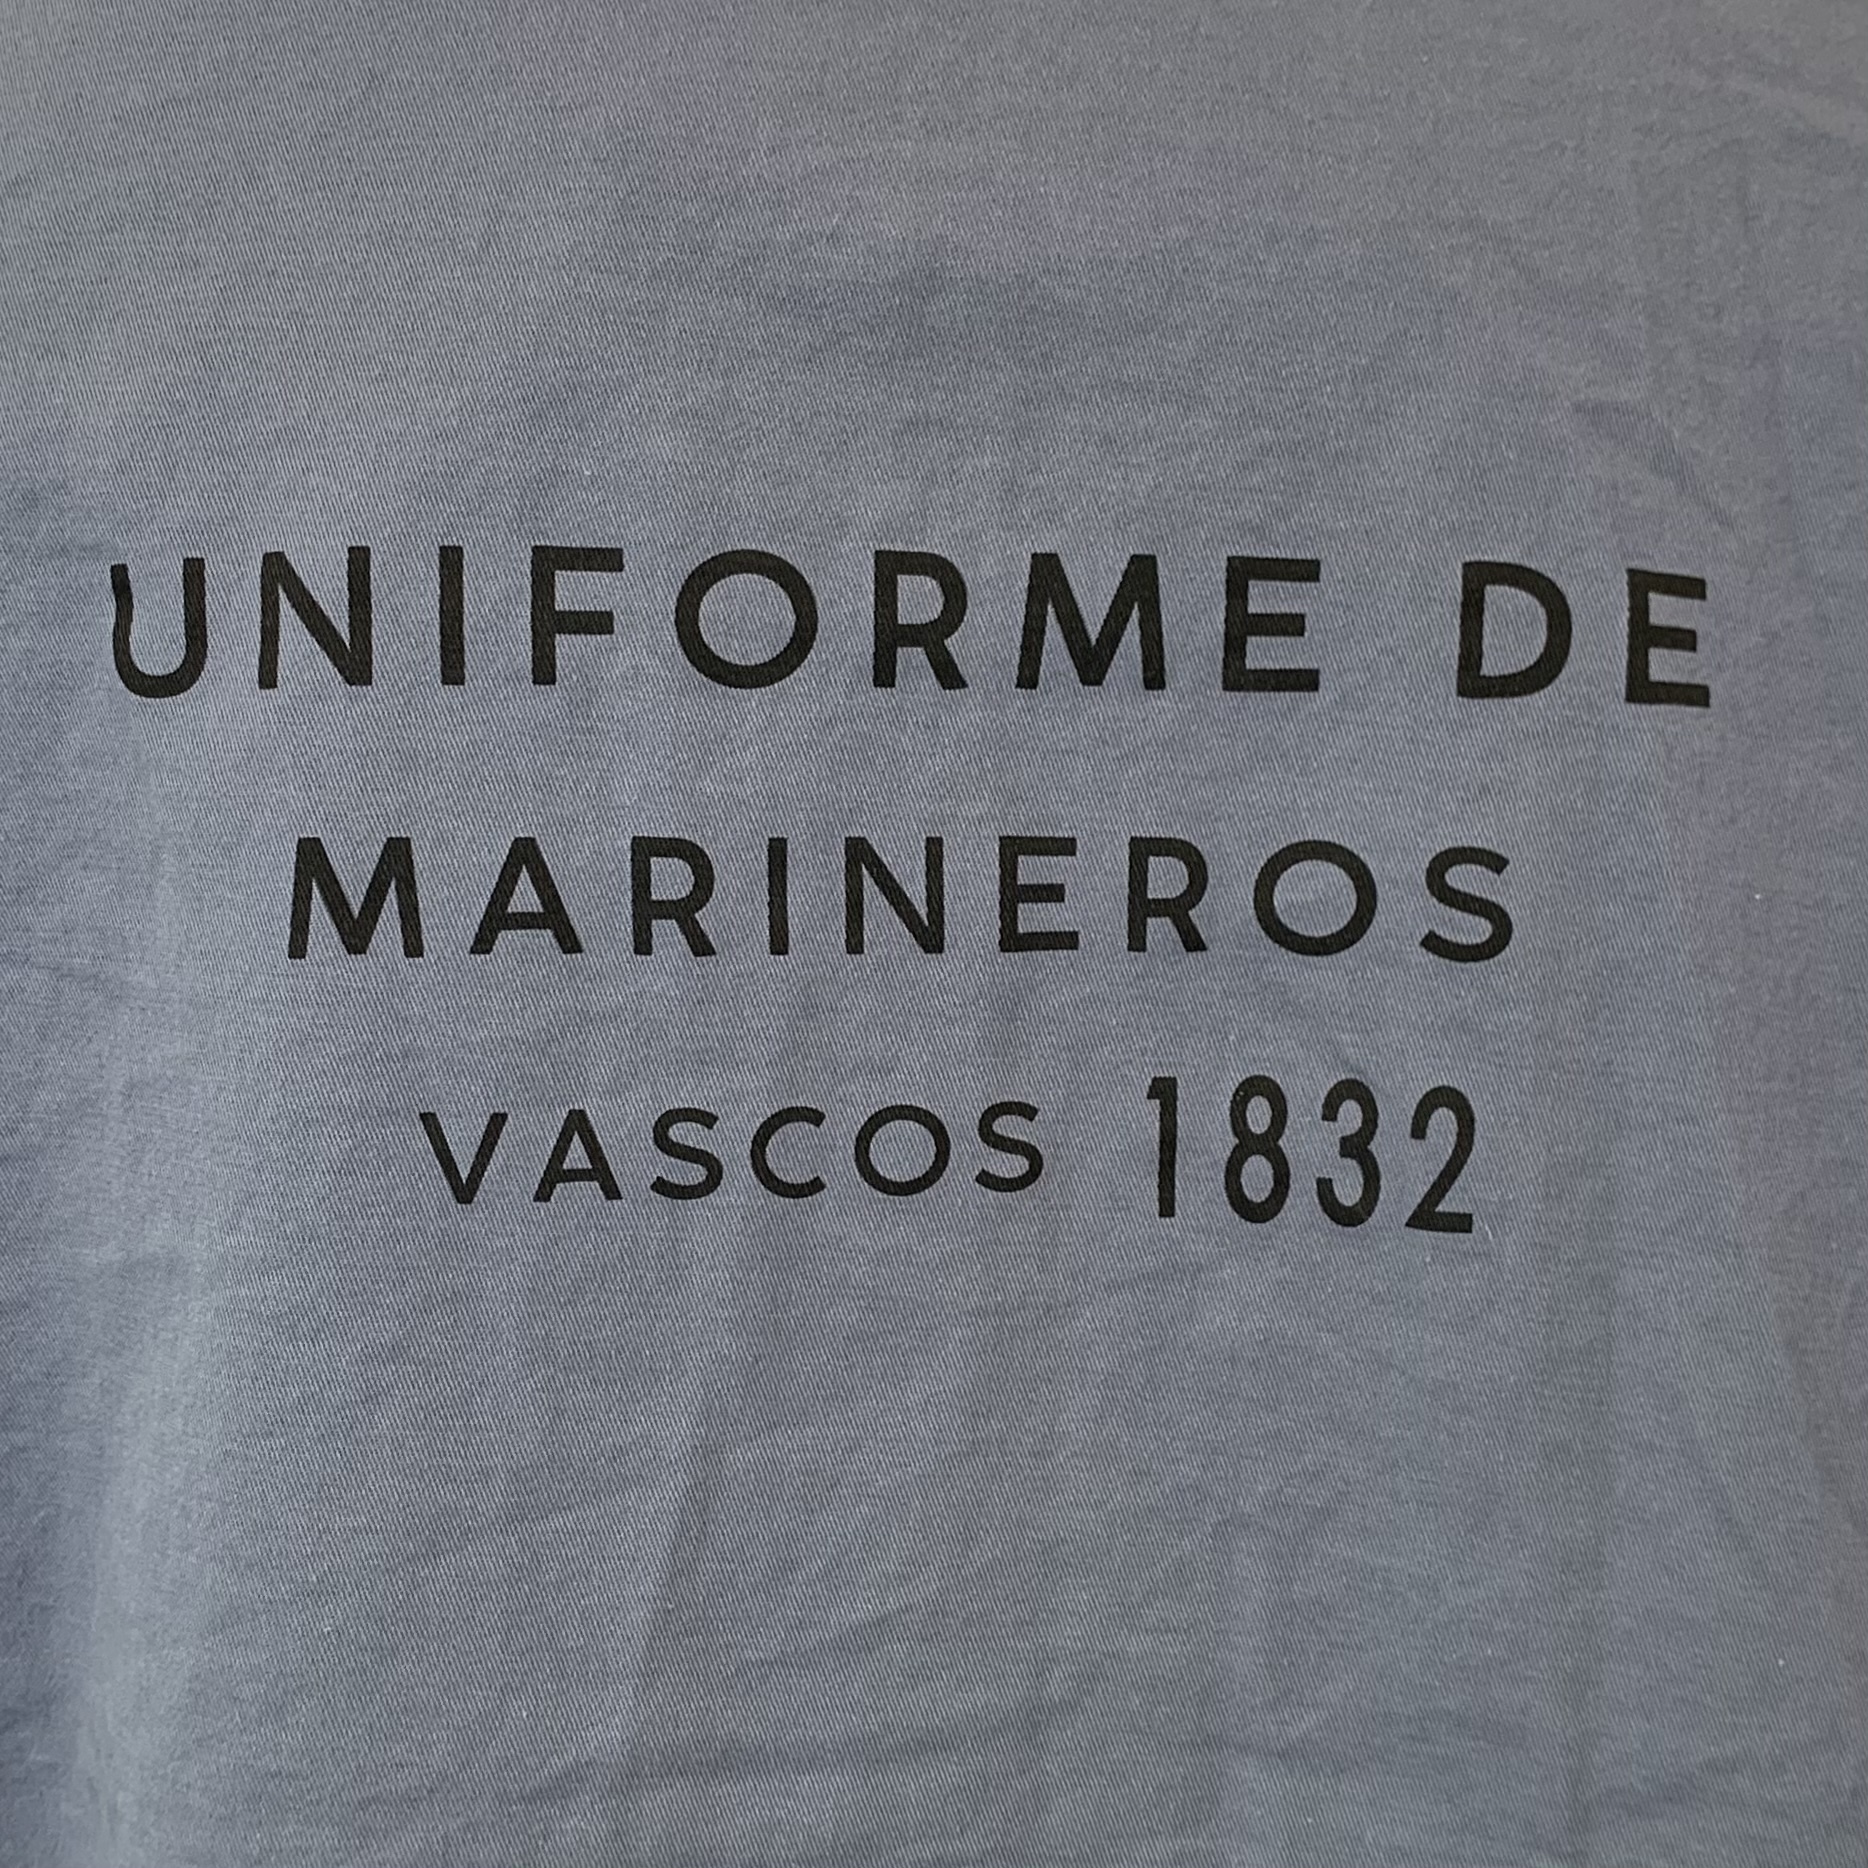 UNIFORME DE
MARINEROS
VASCOS 1832